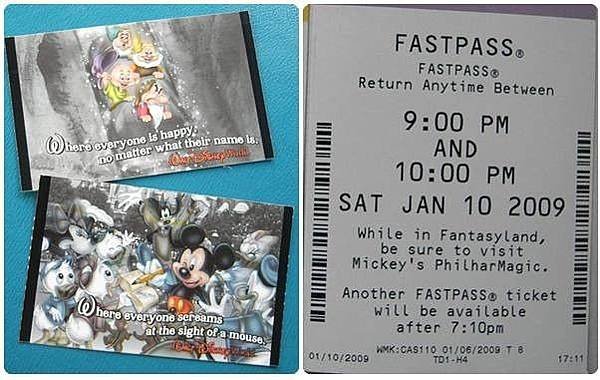 Where everyone is happy,
no matter what their name is.
Walt Disney World
Where everyone screams
at the sight of a mouse.
Walt Disney World
FASTPASS®
FASTPASS®
Return Anytime Between
9:00 PM
AND
10:00 PM
SAT JAN 10 2009
While in Fantasyland,
be sure to visit
Mickey's PhilharMagic.
Another FASTPASS® ticket
will be available
after 7:10pm
WMK:CAS110 01/06/2009 T 8
01/10/2009 TD1-H4 17:11